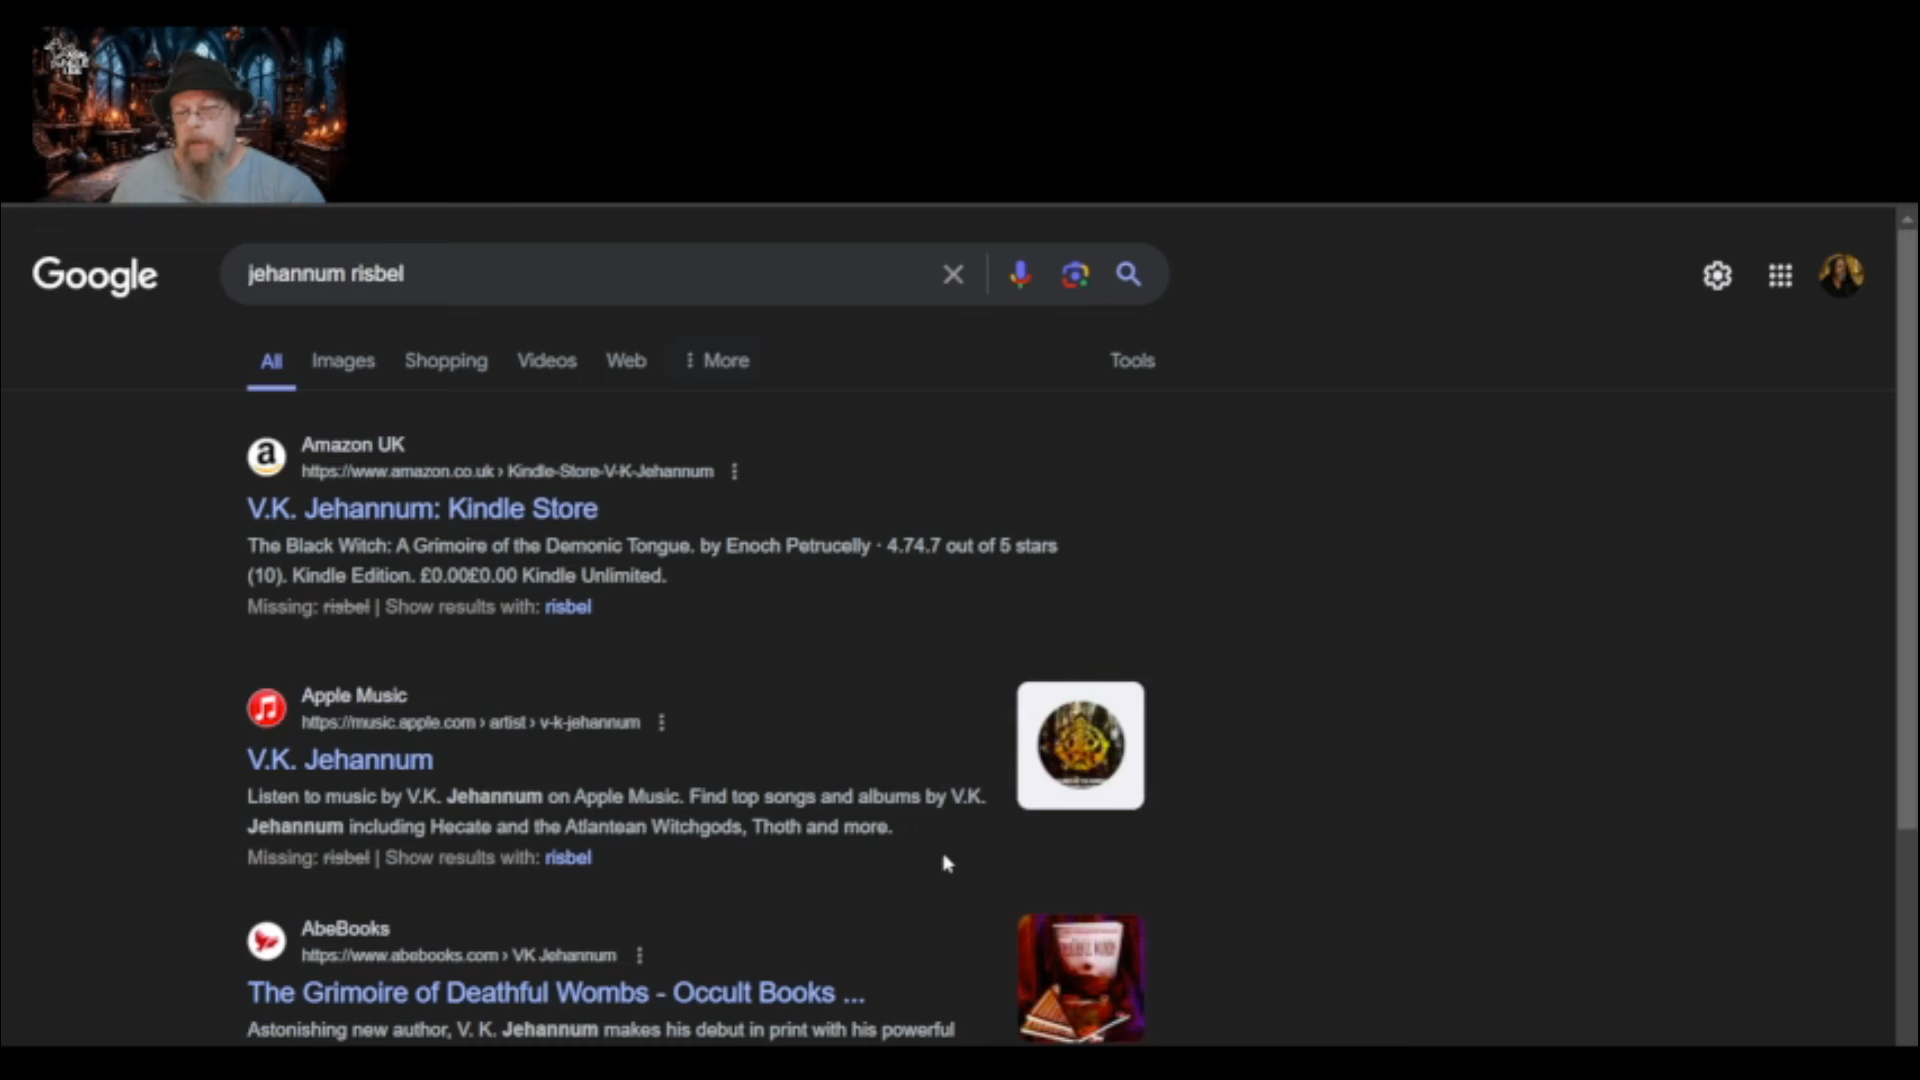 Google
jehannum risbel
All Images Shopping Videos Web More Tools
Amazon UK
https://www.amazon.co.uk › Kindle-Store-V-K-Jehannum
V.K. Jehannum: Kindle Store
The Black Witch: A Grimoire of the Demonic Tongue. by Enoch Petrucelly · 4.74.7 out of 5 stars
(10). Kindle Edition. £0.00£0.00 Kindle Unlimited.
Missing: risbel | Show results with: risbel
Apple Music
https://music.apple.com › artist › v-k-jehannum
V.K. Jehannum
Listen to music by V.K. Jehannum on Apple Music. Find top songs and albums by V.K.
Jehannum including Hecate and the Atlantean Witchgods, Thoth and more.
Missing: risbel | Show results with: risbel
AbeBooks
https://www.abebooks.com › VK Jehannum
The Grimoire of Deathful Wombs - Occult Books ...
Astonishing new author, V. K. Jehannum makes his debut in print with his powerful